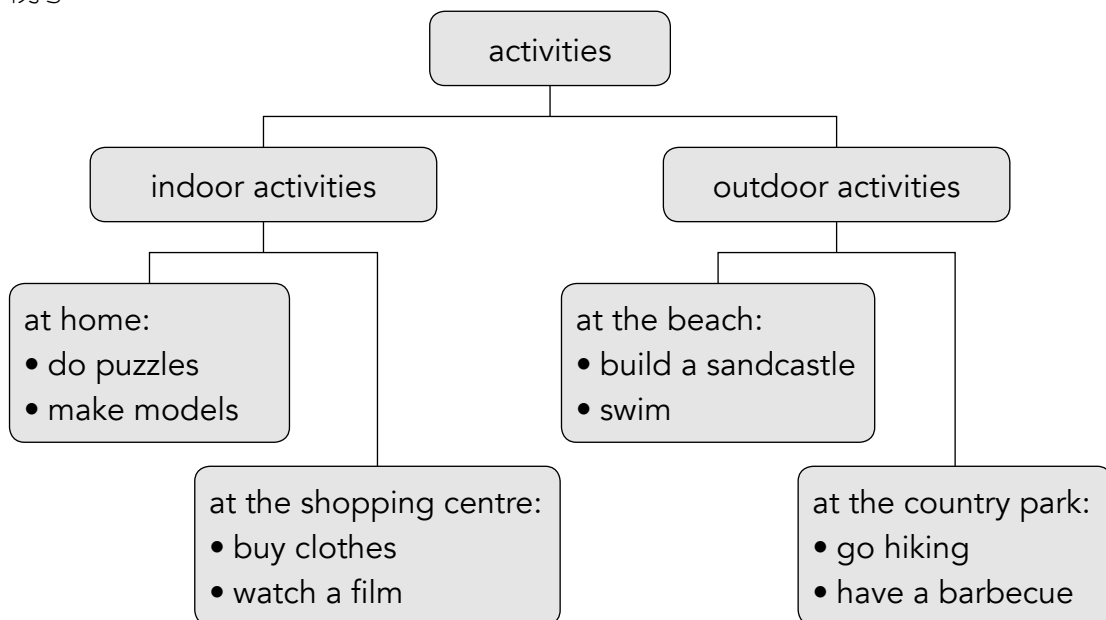 activities
indoor activities
outdoor activities
at home:
• do puzzles
• make models
at the shopping centre:
• buy clothes
• watch a film
at the beach:
• build a sandcastle
• swim
at the country park:
• go hiking
• have a barbecue